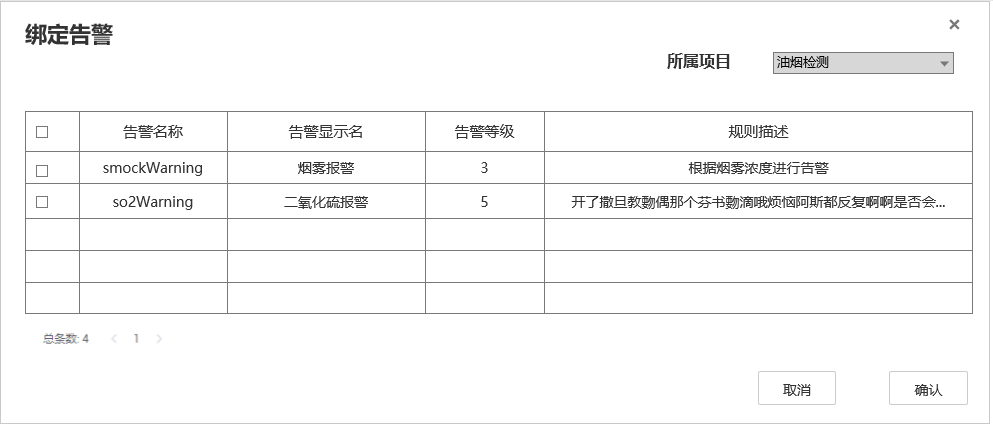 绑定告警
×
所属项目 油烟检测
告警名称 告警显示名 告警等级 规则描述
smockWarning 烟雾报警 3 根据烟雾浓度进行告警
so2Warning 二氧化硫报警 5 开了撒旦教勦偶那个芬书勦滴哦烦恼阿斯都反复啊啊是否会...
总条数: 4 < 1 >
取消 确认